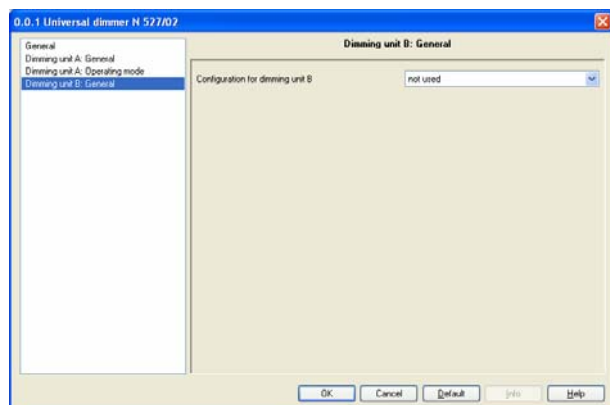 0.0.1 Universal dimmer N 527/02
General
Dimming unit A: General
Dimming unit A: Operating mode
Dimming unit B: General
Dimming unit B: General
Configuration for dimming unit B
not used
OK
Cancel
Default
Info
Help